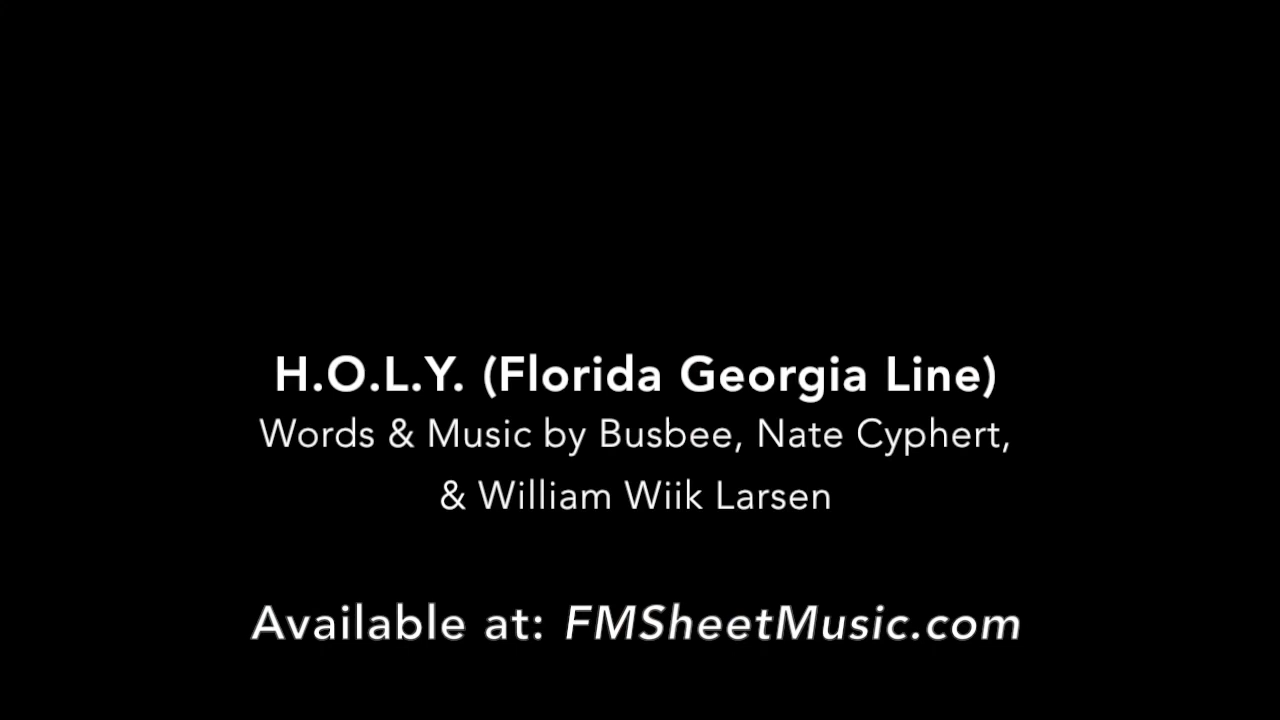 H.O.L.Y. (Florida Georgia Line)
Words & Music by Busbee, Nate Cyphert,
& William Wiik Larsen
Available at: FMSheetMusic.com